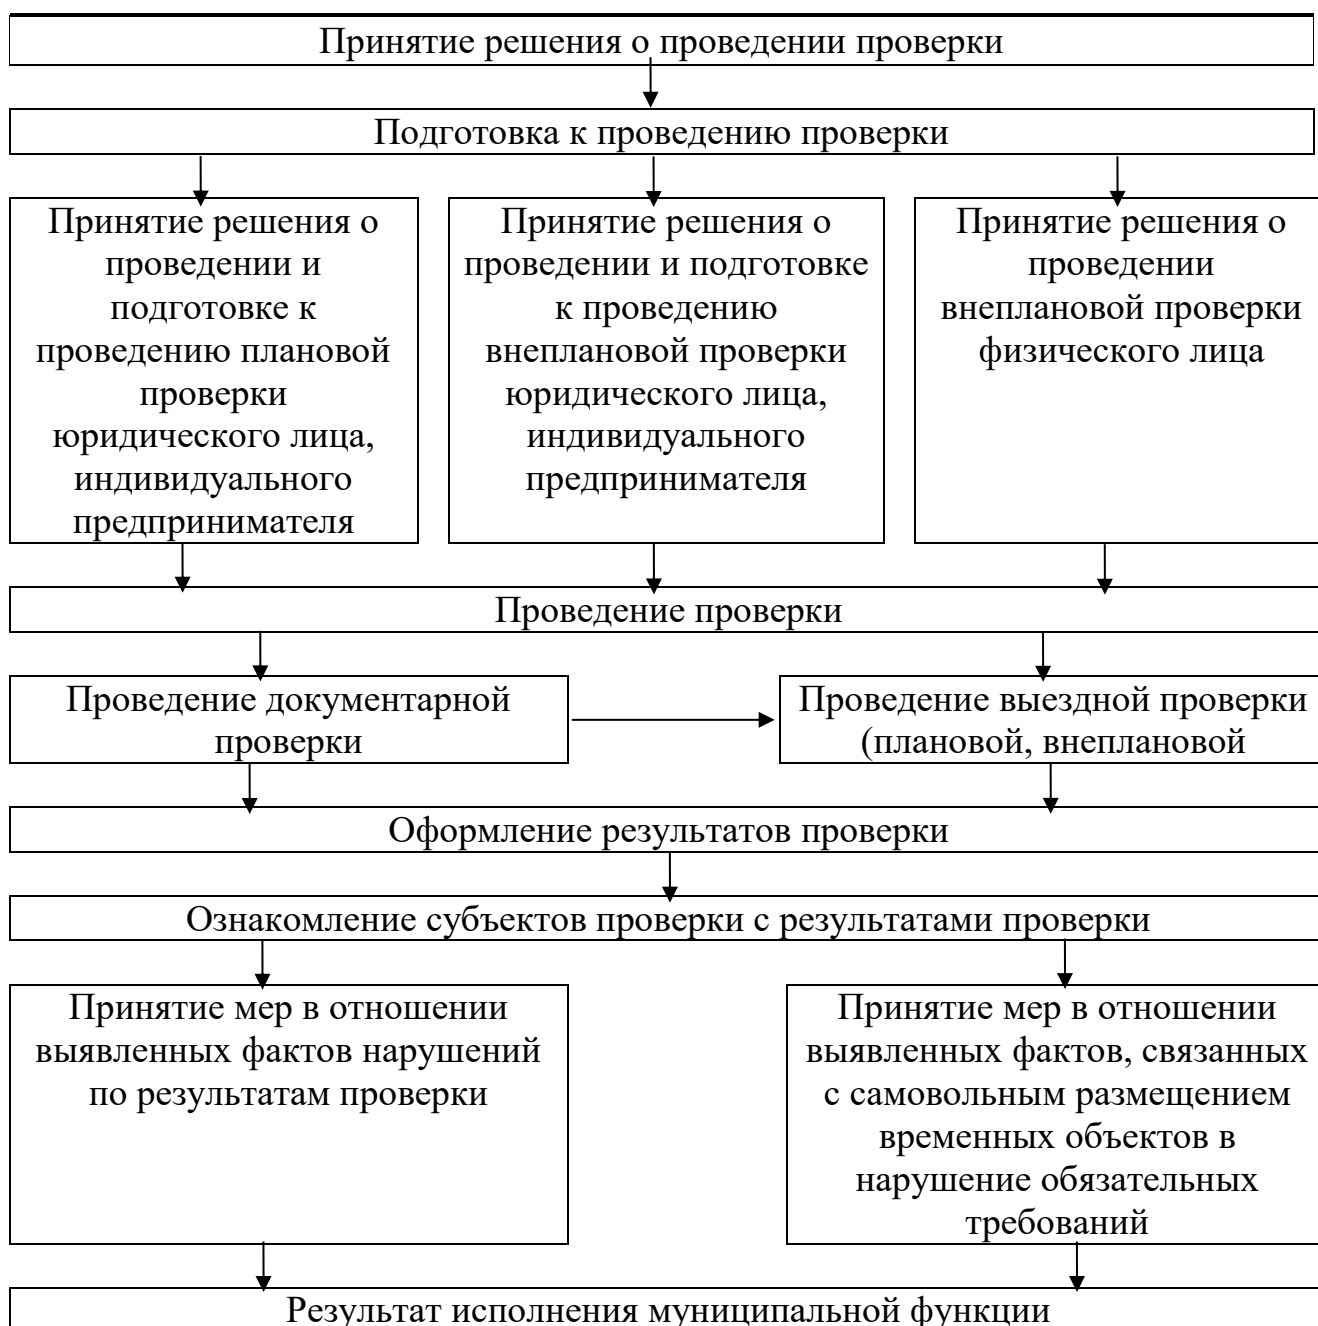 Принятие решения о проведении проверки
Подготовка к проведению проверки
Принятие решения о
проведении и
подготовке к
проведению плановой
проверки
юридического лица,
индивидуального
предпринимателя
Принятие решения о
проведении и подготовке
к проведению
внеплановой проверки
юридического лица,
индивидуального
предпринимателя
Принятие решения о
проведении
внеплановой проверки
физического лица
Проведение проверки
Проведение документарной
проверки
Проведение выездной проверки
(плановой, внеплановой
Оформление результатов проверки
Ознакомление субъектов проверки с результатами проверки
Принятие мер в отношении
выявленных фактов нарушений
по результатам проверки
Принятие мер в отношении
выявленных фактов, связанных
с самовольным размещением
временных объектов в
нарушение обязательных
требований
Результат исполнения муниципальной функции